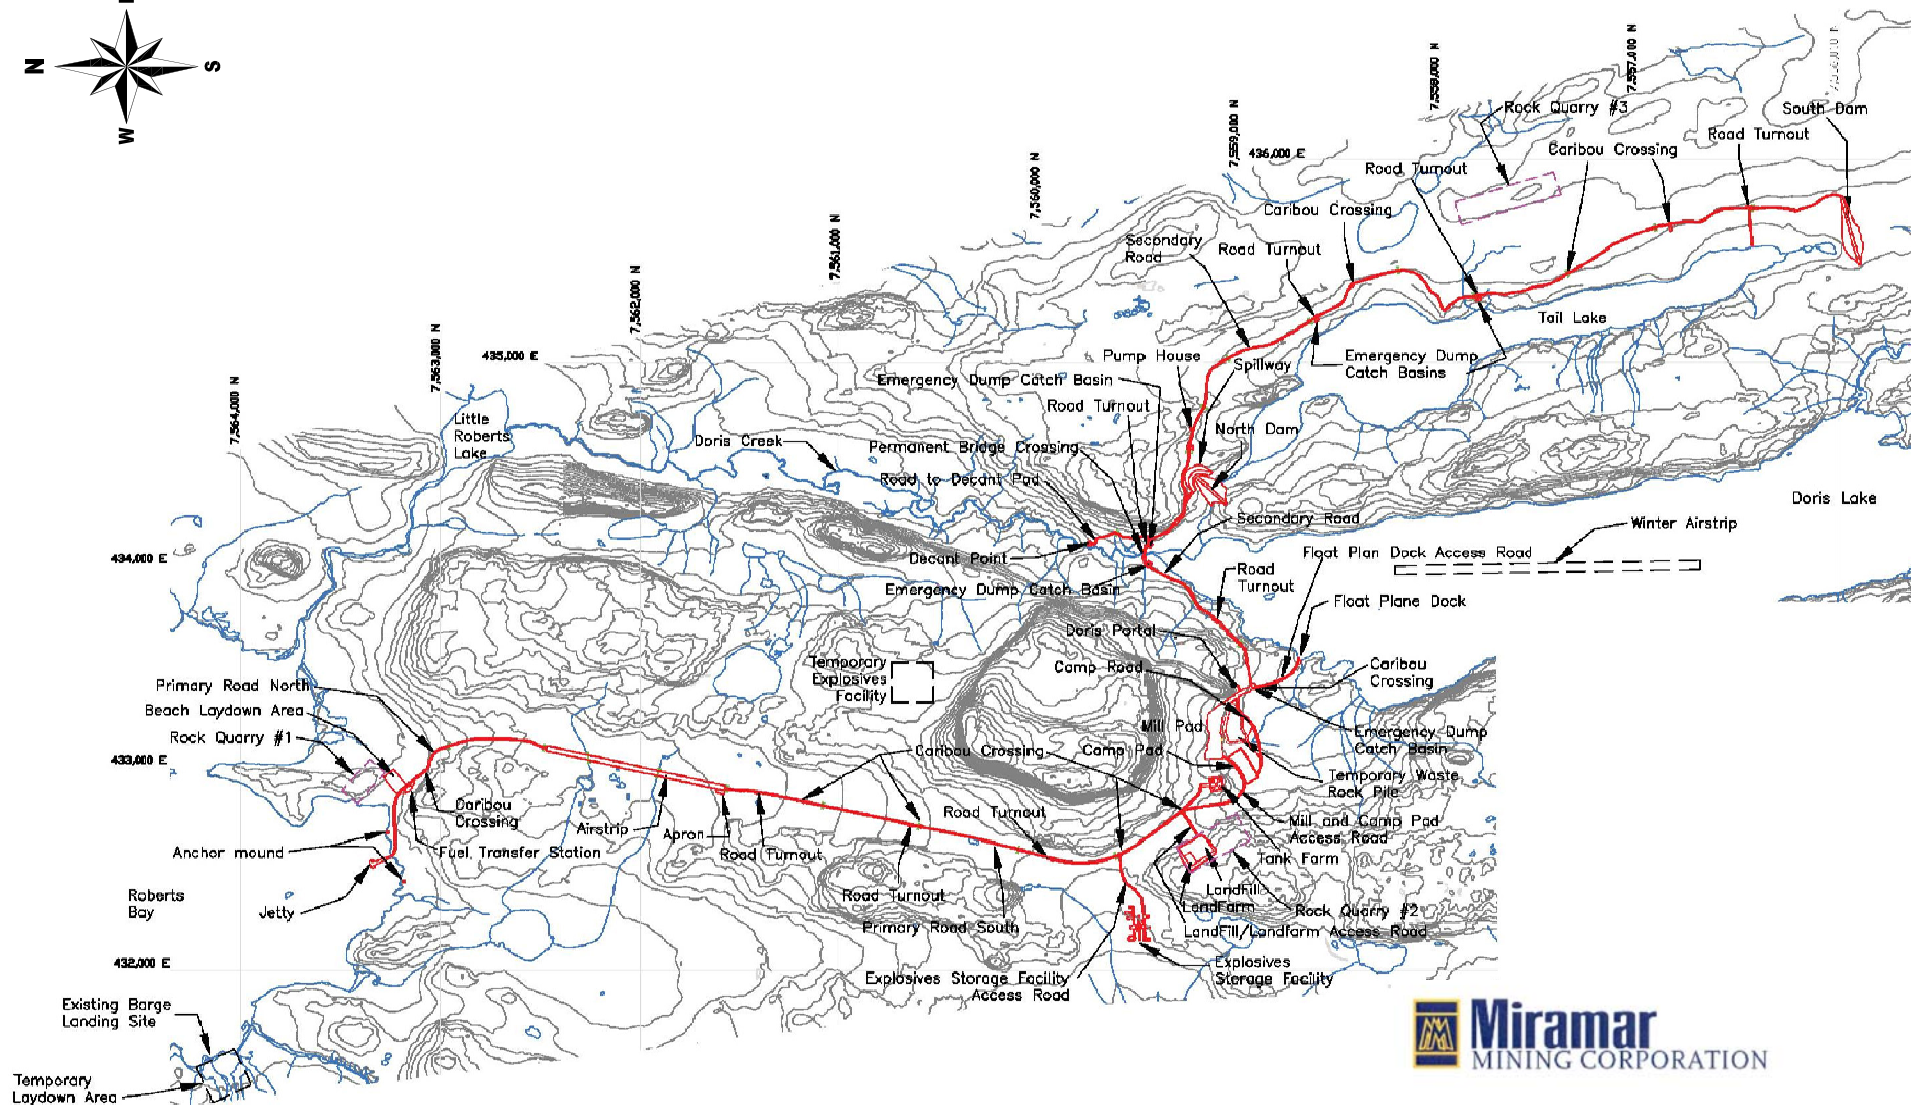 N
S
W
7,564,000 N
7,563,000 N
7,562,000 N
7,561,000 N
7,560,000 N
7,559,000 N
7,558,000 N
7,557,000 N
436,000 E
435,000 E
434,000 E
433,000 E
432,000 E
Rock Quarry #3
South Dam
Road Turnout
Caribou Crossing
Road Turnout
Caribou Crossing
Secondary
Road
Road Turnout
Tail Lake
Pump House
Spillway
Emergency Dump
Catch Basins
Emergency Dump Catch Basin
Road Turnout
North Dam
Little
Roberts
Lake
Doris Creek
Permanent Bridge Crossing
Road to Decant Pad
Doris Lake
Secondary Road
Winter Airstrip
Decant Point
Float Plan Dock Access Road
Road
Turnout
Emergency Dump Catch Basin
Float Plane Dock
Doris Portal
Camp Road
Caribou
Crossing
Temporary
Explosives
Facility
Primary Road North
Beach Laydown Area
Rock Quarry #1
Mill Pad
Emergency Dump
Catch Basin
Caribou Crossing
Camp Pad
Temporary Waste
Rock Pile
Caribou
Crossing
Airstrip
Apron
Road Turnout
Mill and Camp Pad
Access Road
Anchor mound
Fuel Transfer Station
Road Turnout
Tank Farm
Roberts
Bay
Jetty
Road Turnout
Landfill
LandFarm
Rock Quarry #2
Primary Road South
LandFill/Landfarm Access Road
Explosives Storage Facility
Access Road
Explosives
Storage Facility
Existing Barge
Landing Site
Temporary
Laydown Area
Miramar
MINING CORPORATION